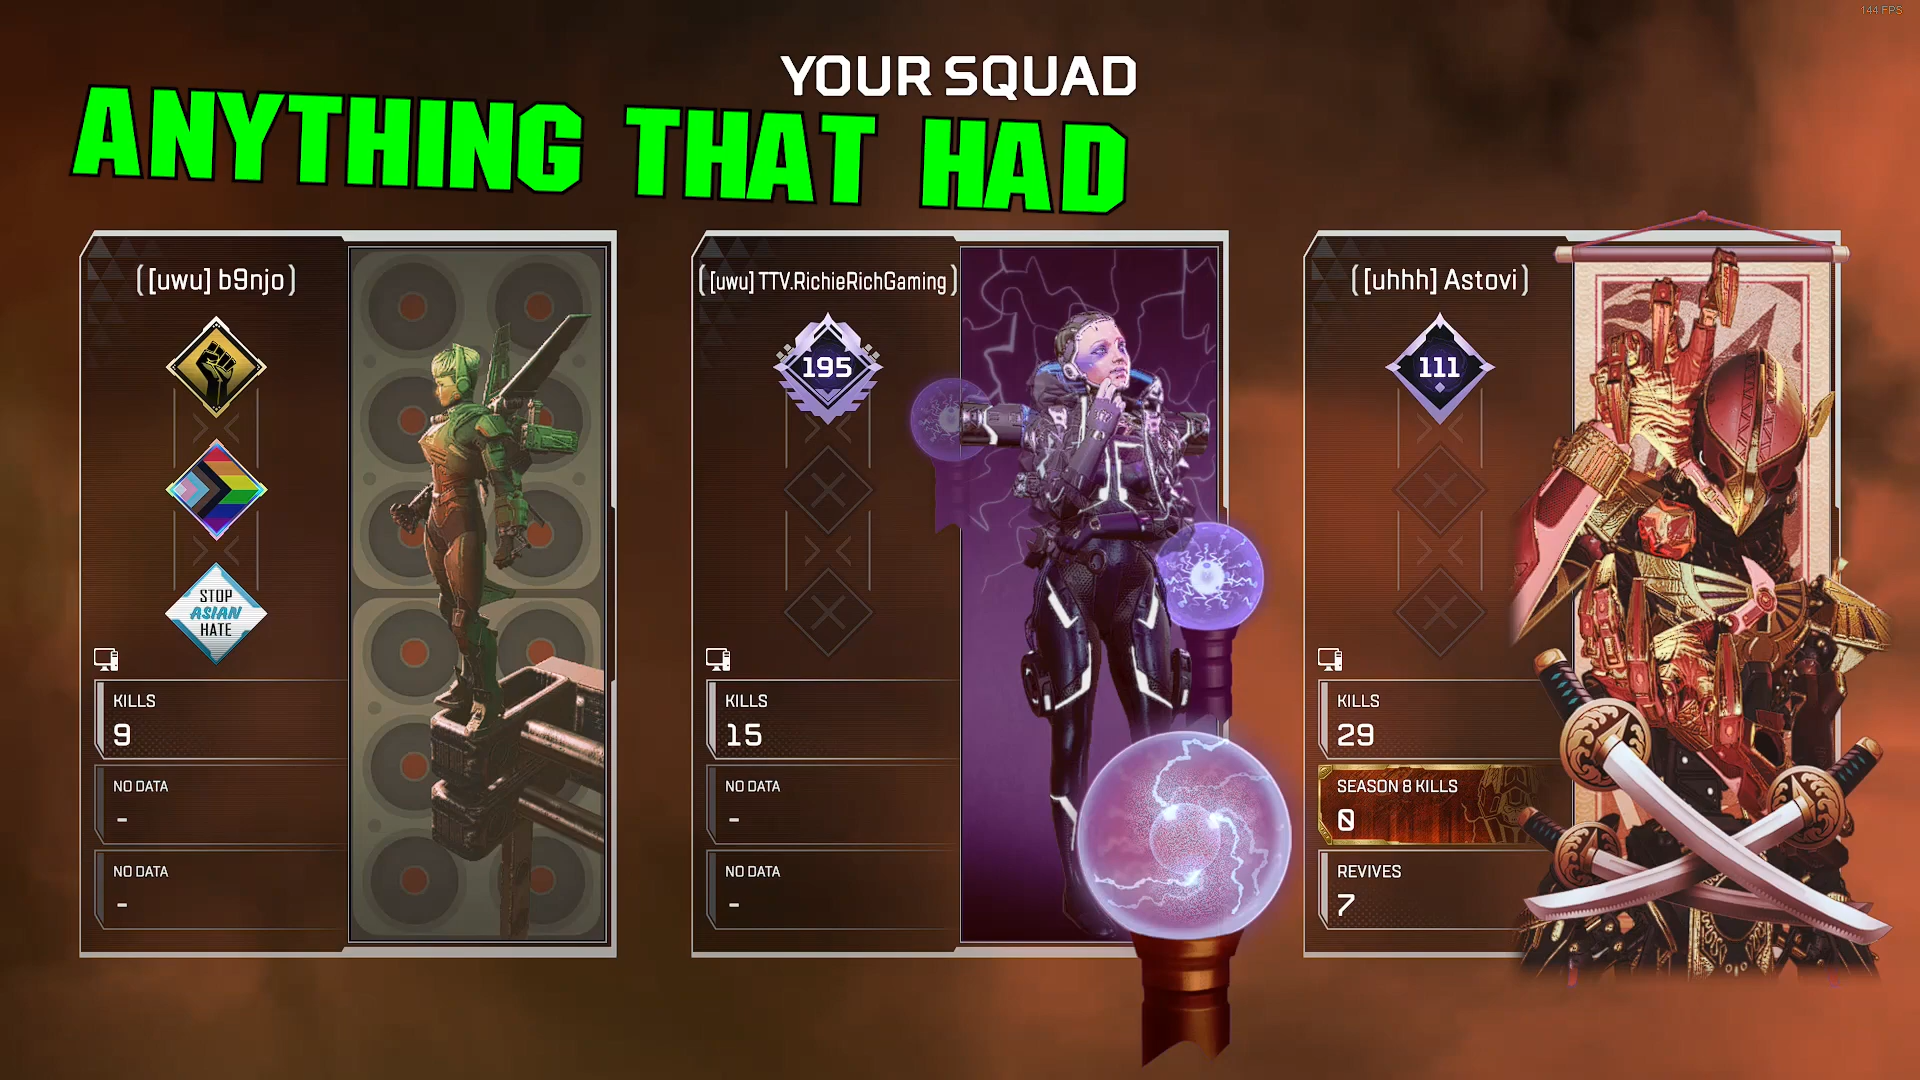 144 FPS
YOUR SQUAD
ANYTHING THAT HAD
([uwu] b9njo)
STOP
ASIAN
HATE
KILLS
9
NO DATA
-
NO DATA
-
([uwu] TTV.RichieRichGaming)
195
KILLS
15
NO DATA
-
NO DATA
-
([uhhh] Astovi)
111
KILLS
29
SEASON 8 KILLS
0
REVIVES
7